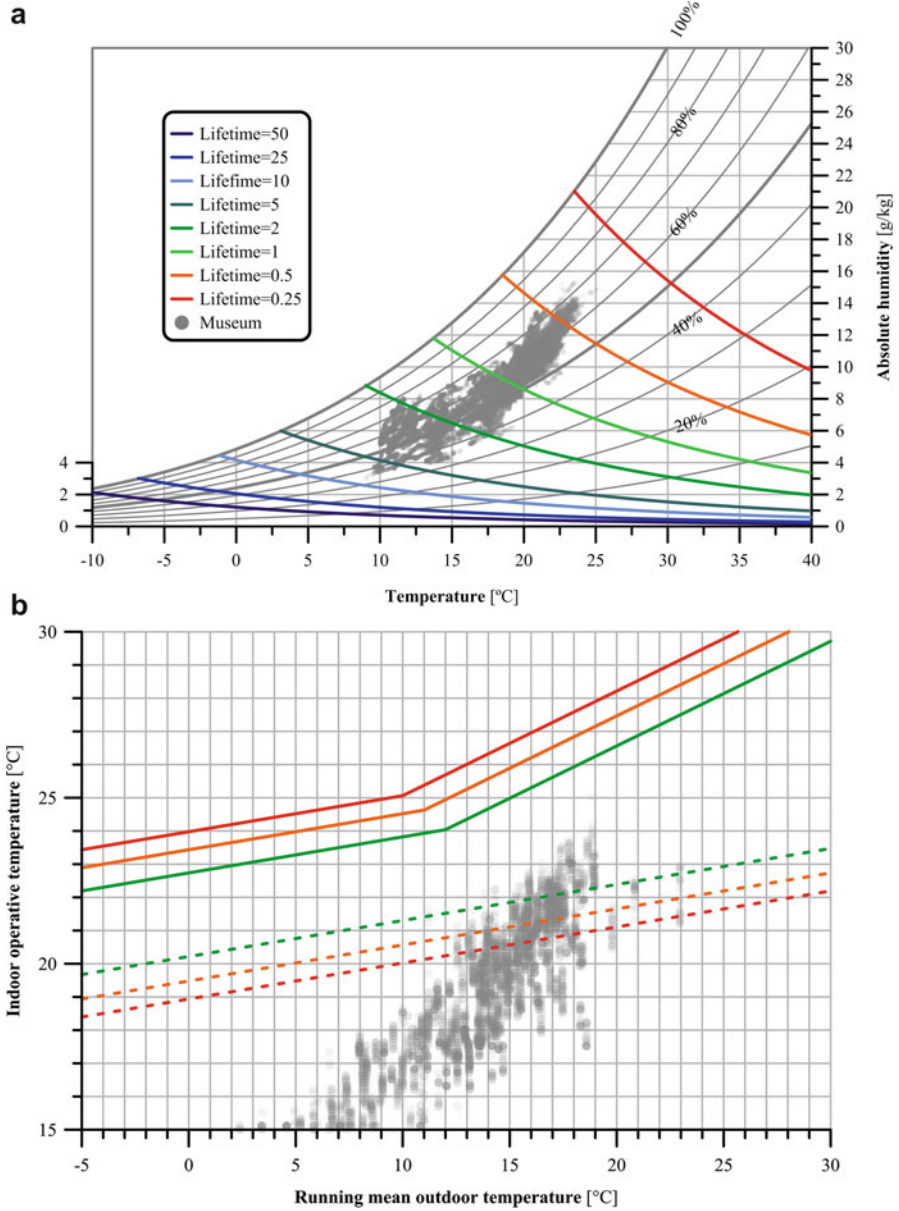 a
100%
80%
60%
40%
20%
Lifetime=50
Lifetime=25
Lifefime=10
Lifetime=5
Lifetime=2
Lifetime=1
Lifetime=0.5
Lifetime=0.25
Museum
4
2
0
30
28
26
24
22
20
18
16
14
12
10
8
6
4
2
0
Absolute humidity [g/kg]
-10 -5 0 5 10 15 20 25 30 35 40
Temperature [ºC]
b
30
25
20
15
Indoor operative temperature [°C]
-5 0 5 10 15 20 25 30
Running mean outdoor temperature [°C]